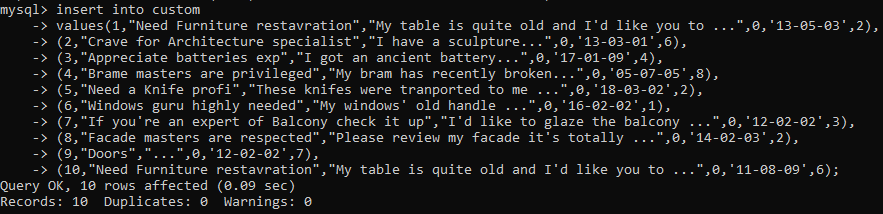 mysql> insert into custom
-> values(1,"Need Furniture restavration","My table is quite old and I'd like you to ...",0,'13-05-03',2),
-> (2,"Crave for Architecture specialist","I have a sculpture...",0,'13-03-01',6),
-> (3,"Appreciate batteries exp","I got an ancient battery...",0,'17-01-09',4),
-> (4,"Brame masters are privileged","My bram has recently broken...",0,'05-07-05',8),
-> (5,"Need a Knife profi","These knifes were tranported to me ...",0,'18-03-02',2),
-> (6,"Windows guru highly needed","My windows' old handle ...",0,'16-02-02',1),
-> (7,"If you're an expert of Balcony check it up","I'd like to glaze the balcony ...",0,'12-02-02',3),
-> (8,"Facade masters are respected","Please review my facade it's totally ...",0,'14-02-03',2),
-> (9,"Doors","...",0,'12-02-02',7),
-> (10,"Need Furniture restavration","My table is quite old and I'd like you to ...",0,'11-08-09',6);
Query OK, 10 rows affected (0.09 sec)
Records: 10  Duplicates: 0  Warnings: 0